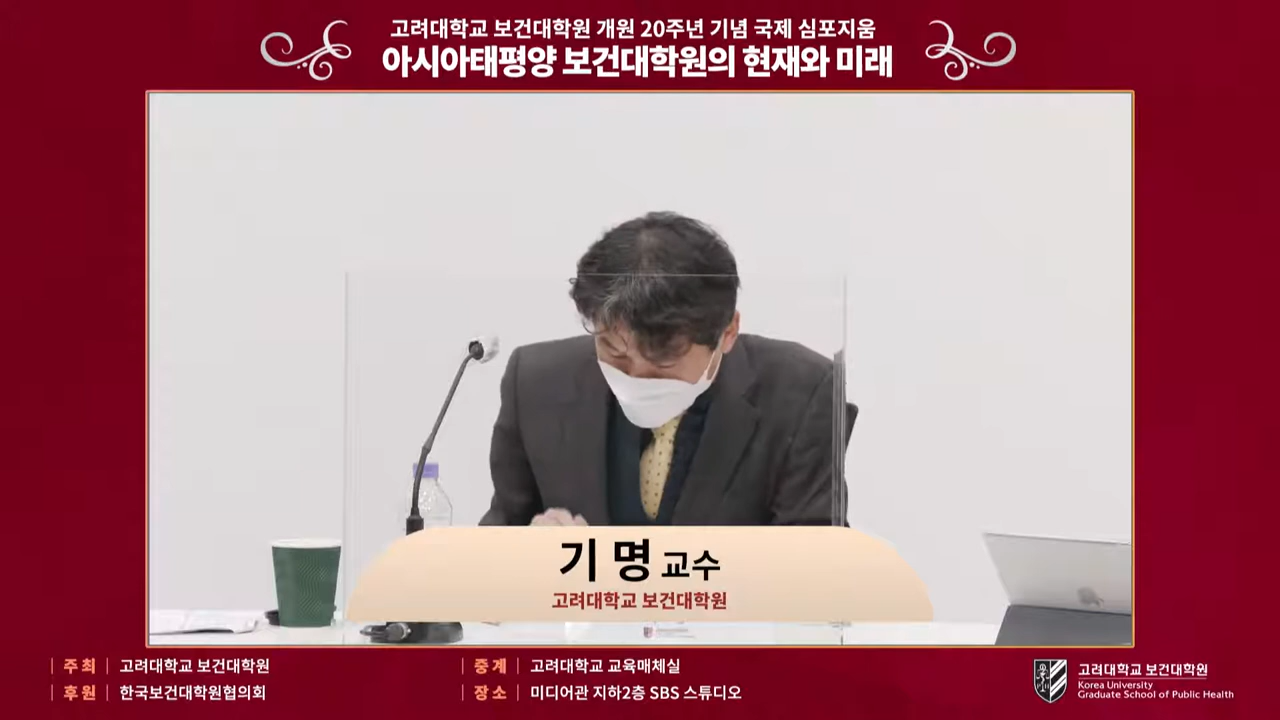 고려대학교 보건대학원 개원 20주년 기념 국제 심포지움
아시아태평양 보건대학원의 현재와 미래
기 명 교수
고려대학교 보건대학원
주최 고려대학교 보건대학원
후원 한국보건대학원협의회
중계 고려대학교 교육매체실
장소 미디어관 지하2층 SBS 스튜디오
고려대학교 보건대학원
Korea University
Graduate School of Public Health